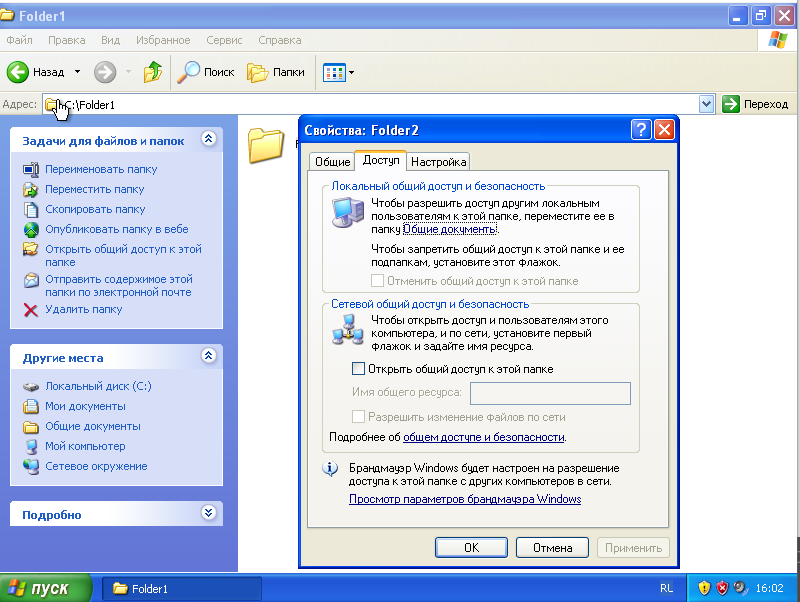 Folder1
Файл Правка Вид Избранное Сервис Справка
Назад Поиск Папки
Адрес: C:\Folder1 Переход
Задачи для файлов и папок
Переименовать папку
Переместить папку
Скопировать папку
Опубликовать папку в вебе
Открыть общий доступ к этой
папке
Отправить содержимое этой
папки по электронной почте
Удалить папку
Другие места
Локальный диск (C:)
Мои документы
Общие документы
Мой компьютер
Сетевое окружение
Подробно
Свойства: Folder2
Общие Доступ Настройка
Локальный общий доступ и безопасность
Чтобы разрешить доступ другим локальным
пользователям к этой папке, переместите ее в
папку Общие документы.
Чтобы запретить общий доступ к этой папке и ее
подпапкам, установите этот флажок.
Отменить общий доступ к этой папке
Сетевой общий доступ и безопасность
Чтобы открыть доступ и пользователям этого
компьютера, и по сети, установите первый
флажок и задайте имя ресурса.
Открыть общий доступ к этой папке
Имя общего ресурса:
Разрешить изменение файлов по сети
Подробнее об общем доступе и безопасности.
Брандмауэр Windows будет настроен на разрешение
доступа к этой папке с других компьютеров в сети.
Просмотр параметров брандмауэра Windows
OK Отмена Применить
пуск Folder1 RL 16:02